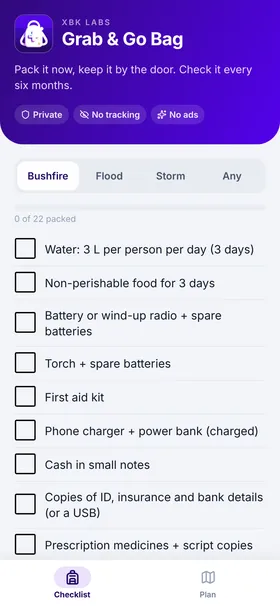 XBK LABS
Grab & Go Bag
Pack it now, keep it by the door. Check it every
six months.
Private
No tracking
No ads
Bushfire
Flood
Storm
Any
0 of 22 packed
Water: 3 L per person per day (3 days)
Non-perishable food for 3 days
Battery or wind-up radio + spare
batteries
Torch + spare batteries
First aid kit
Phone charger + power bank (charged)
Cash in small notes
Copies of ID, insurance and bank details
(or a USB)
Prescription medicines + script copies
Checklist
Plan